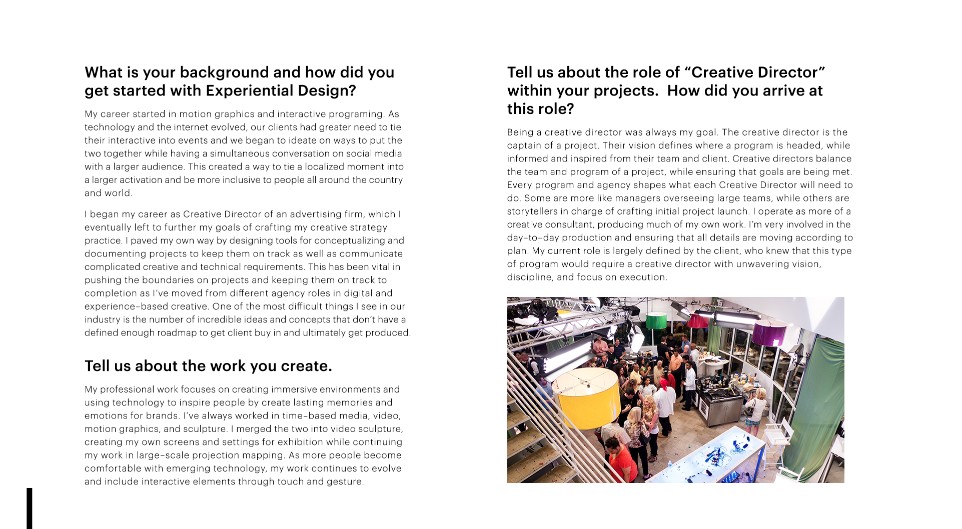 What is your background and how did you
get started with Experiential Design?
My career started in motion graphics and interactive programing. As
technology and the internet evolved, our clients had greater need to tie
their interactive into events and we began to ideate on ways to put the
two together while having a simultaneous conversation on social media
with a larger audience. This created a way to tie a localized moment into
a larger activation and be more inclusive to people all around the country
and world.
I began my career as Creative Director of an advertising firm, which I
eventually left to further my goals of crafting my creative strategy
practice. I paved my own way by designing tools for conceptualizing and
documenting projects to keep them on track as well as communicate
complicated creative and technical requirements. This has been vital in
pushing the boundaries on projects and keeping them on track to
completion as I've moved from different agency roles in digital and
experience-based creative. One of the most difficult things I see in our
industry is the number of incredible ideas and concepts that don't have a
defined enough roadmap to get client buy in and ultimately get produced.
Tell us about the work you create.
My professional work focuses on creating immersive environments and
using technology to inspire people by create lasting memories and
emotions for brands. I've always worked in time-based media, video,
motion graphics, and sculpture. I merged the two into video sculpture,
creating my own screens and settings for exhibition while continuing
my work in large-scale projection mapping. As more people become
comfortable with emerging technology, my work continues to evolve
and include interactive elements through touch and gesture.
Tell us about the role of “Creative Director”
within your projects.  How did you arrive at
this role?
Being a creative director was always my goal. The creative director is the
captain of a project. Their vision defines where a program is headed, while
informed and inspired from their team and client. Creative directors balance
the team and program of a project, while ensuring that goals are being met.
Every program and agency shapes what each Creative Director will need to
do. Some are more like managers overseeing large teams, while others are
storytellers in charge of crafting initial project launch. I operate as more of a
creative consultant, producing much of my own work. I'm very involved in the
day-to-day production and ensuring that all details are moving according to
plan. My current role is largely defined by the client, who knew that this type
of program would require a creative director with unwavering vision,
discipline, and focus on execution.